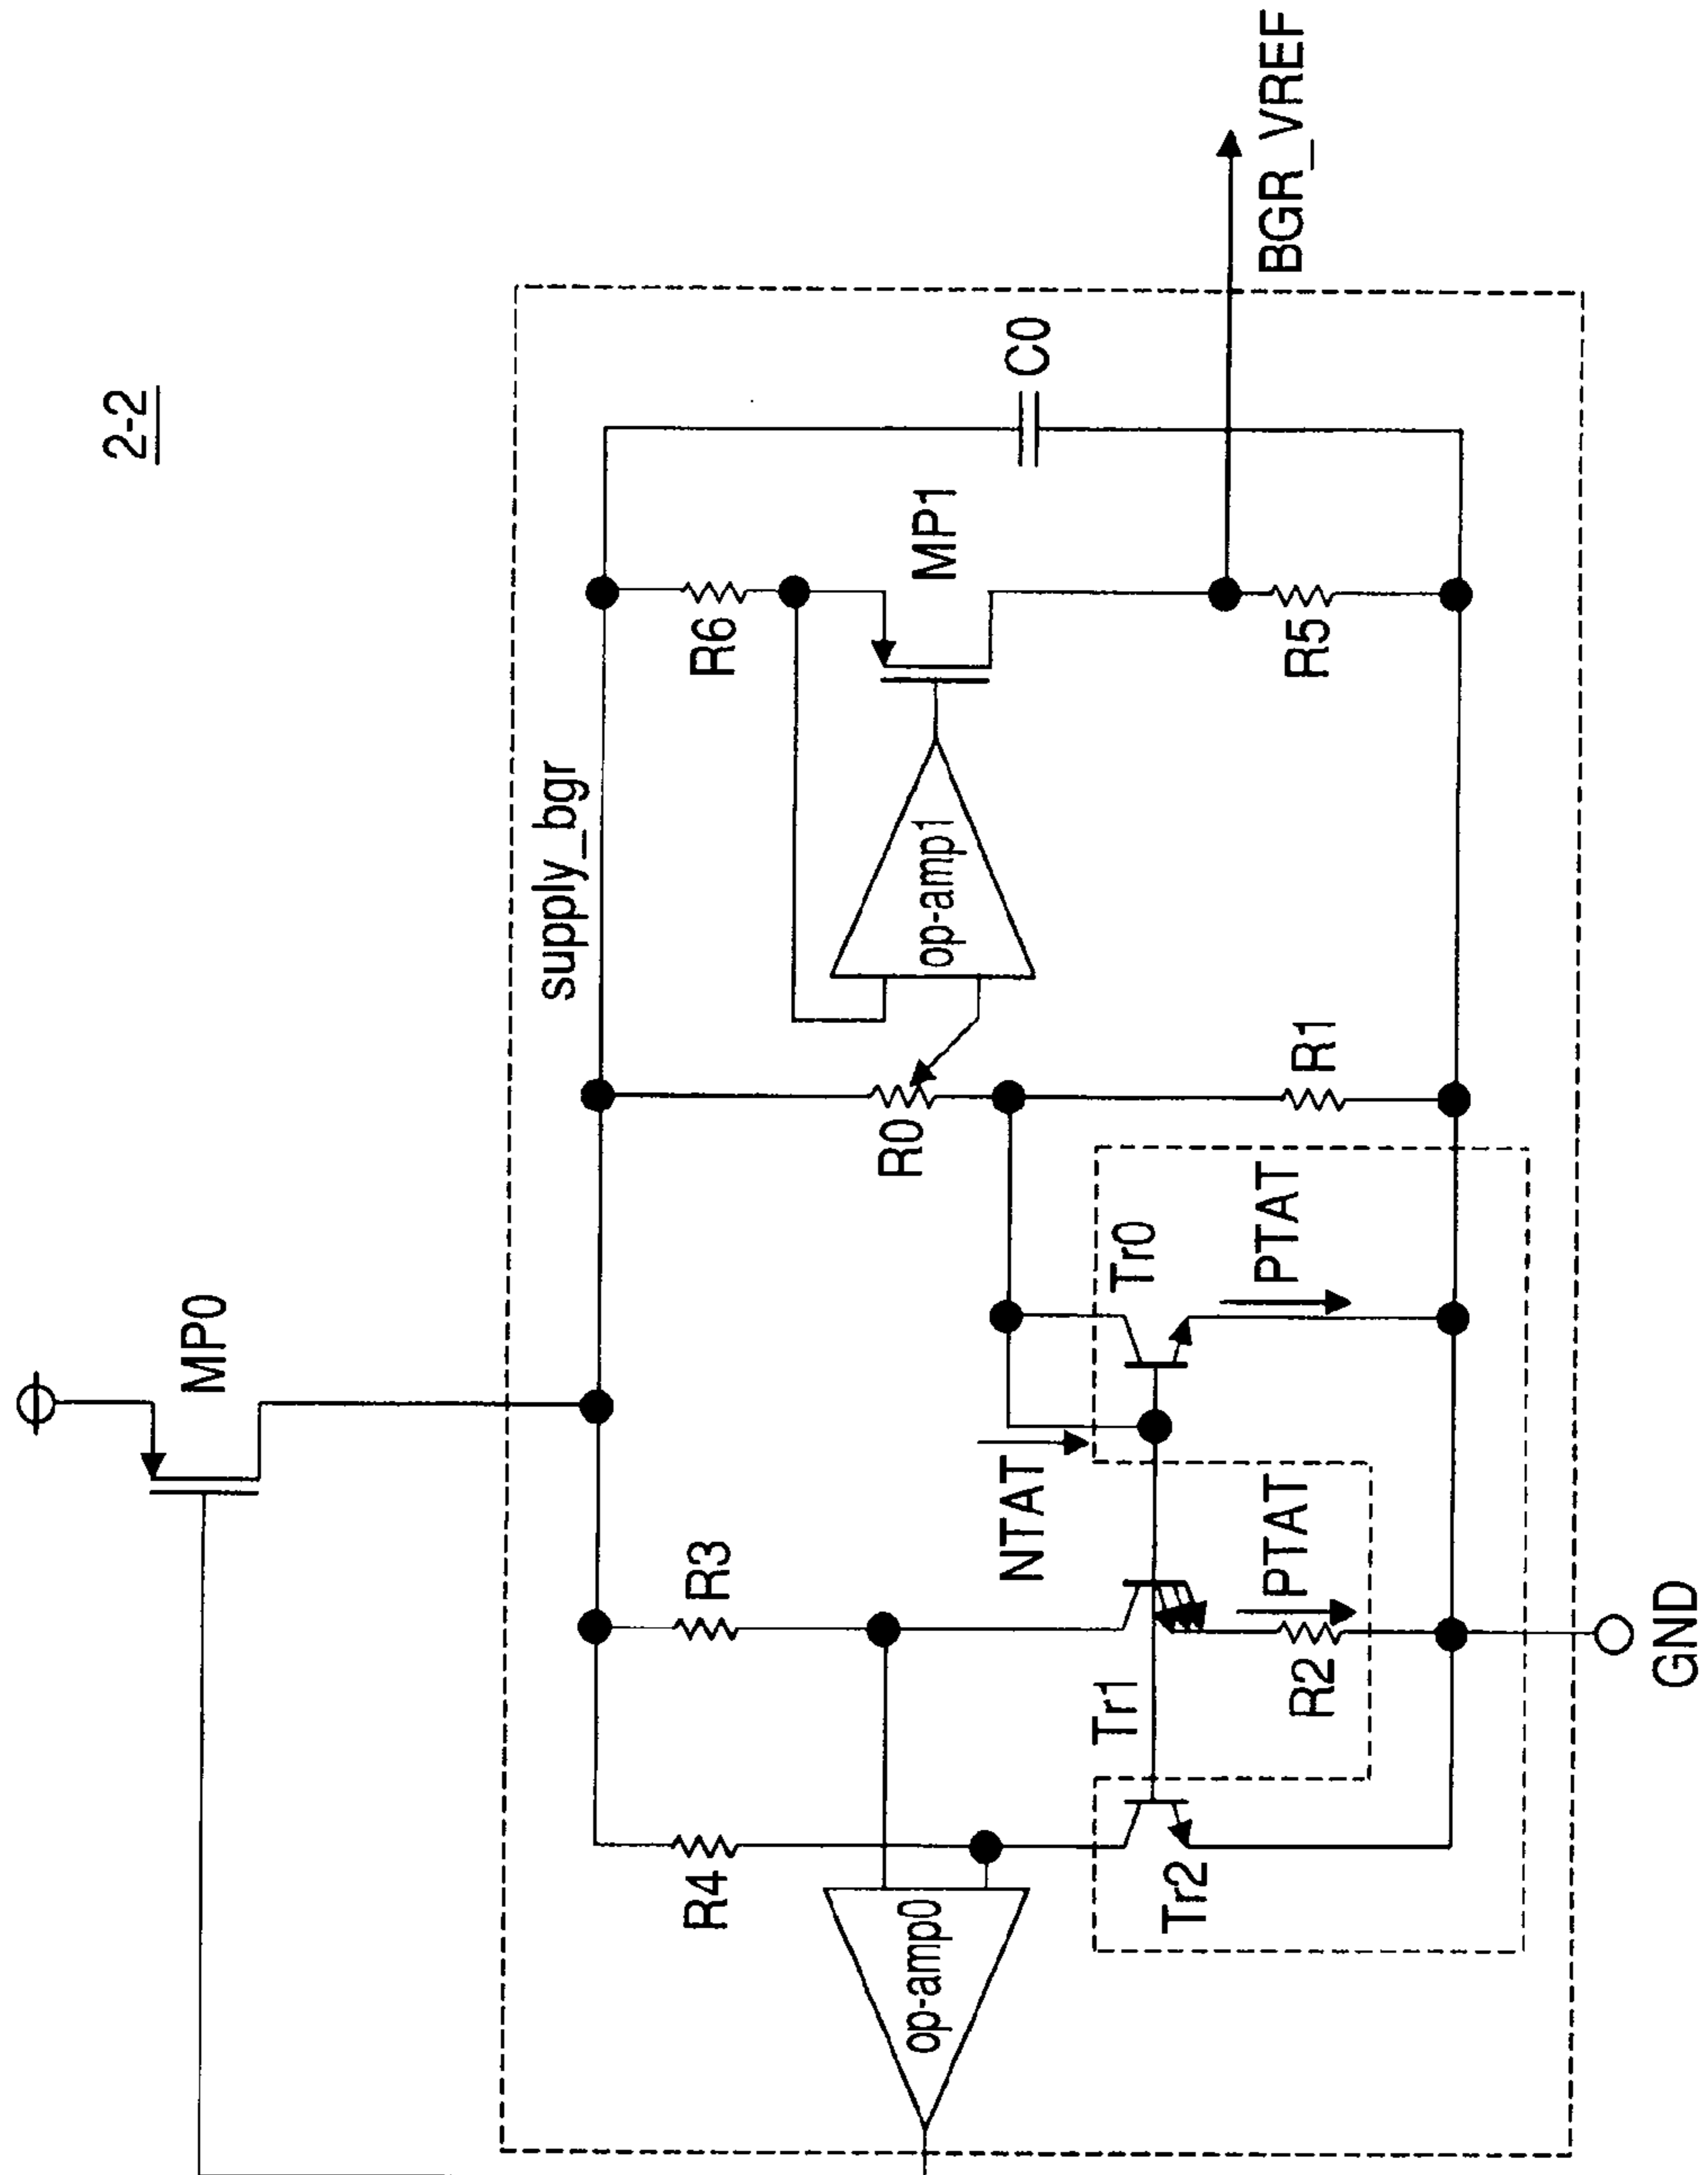 2-2
MP0
supply_bgr
R3
R4
R6
MP1
C0
op-amp0
op-amp1
R0
R1
NTAT
Tr0
Tr1
Tr2
PTAT
PTAT
R2
R5
BGR_VREF
GND